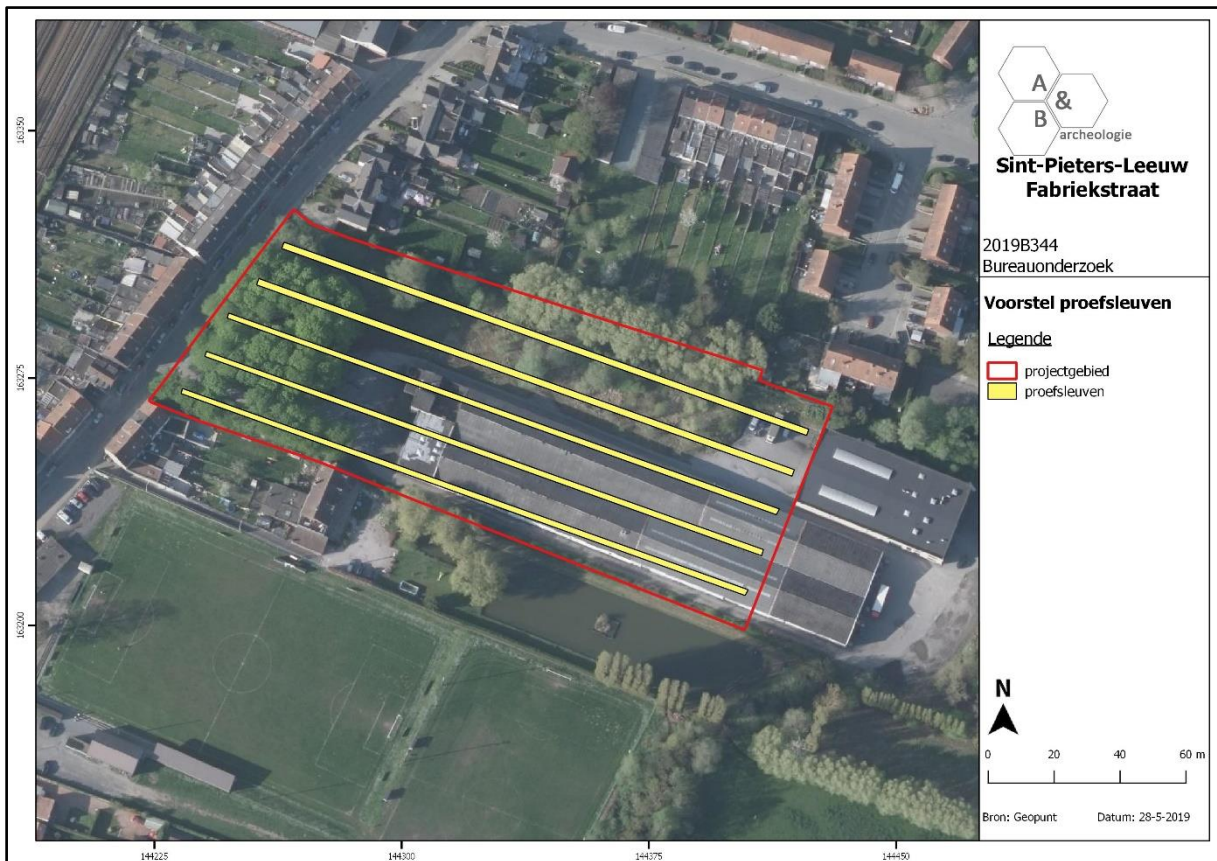 A
&
B
archeologie
Sint-Pieters-Leeuw
Fabriekstraat
2019B344
Bureauonderzoek
Voorstel proefsleuven
Legende
projectgebied
proefsleuven
N
0 20 40 60 m
Bron: Geopunt Datum: 28-5-2019
163350
163275
163200
144225 144300 144375 144450